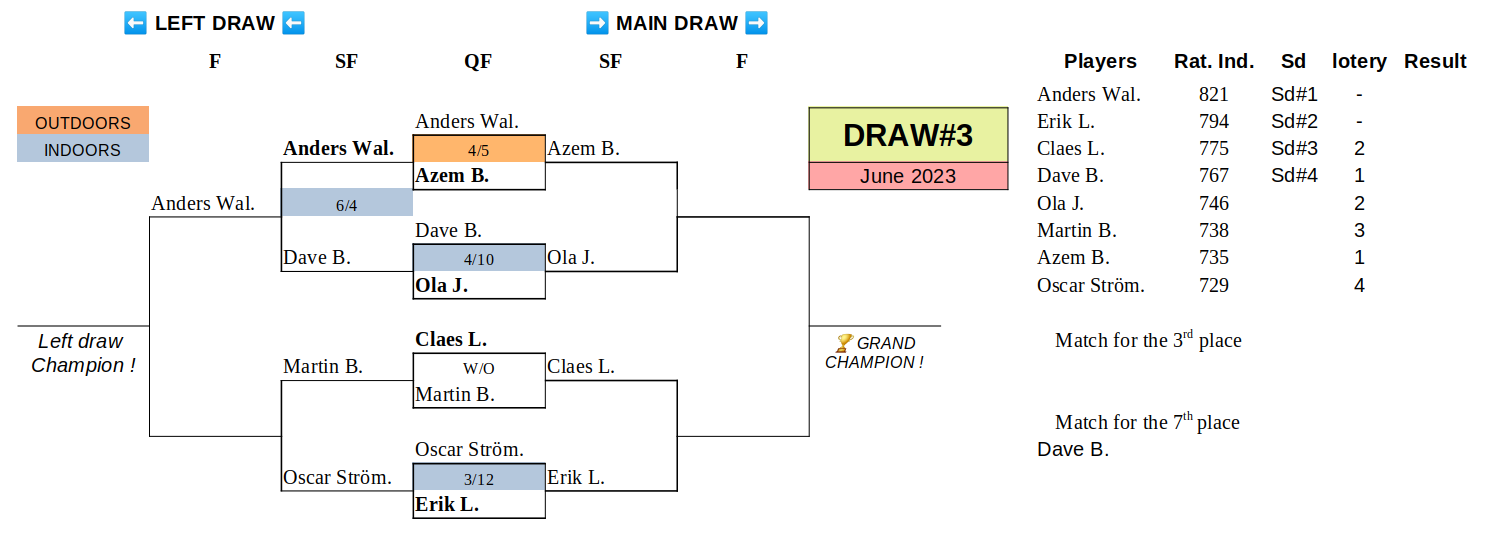 ⬅️ LEFT DRAW ⬅️ ➡️ MAIN DRAW ➡️
F SF QF SF F
OUTDOORS
INDOORS
Anders Wal.
Anders Wal. 4/5 Azem B.
Azem B.
Anders Wal. 6/4
Dave B.
Dave B. 4/10 Ola J.
Ola J.
Left draw
Champion !
Claes L.
Martin B. W/O Claes L.
Martin B.
Oscar Ström.
Oscar Ström. 3/12 Erik L.
Erik L.
DRAW#3
June 2023
🏆 GRAND
CHAMPION !
Players Rat. Ind. Sd lotery Result
Anders Wal. 821 Sd#1 -
Erik L. 794 Sd#2 -
Claes L. 775 Sd#3 2
Dave B. 767 Sd#4 1
Ola J. 746 2
Martin B. 738 3
Azem B. 735 1
Oscar Ström. 729 4
Match for the 3rd place
Match for the 7th place
Dave B.